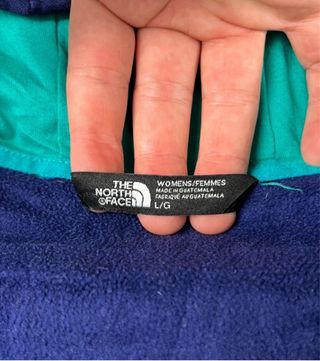 THE
NORTH
FACE
WOMENS/FEMMES
MADE IN GUATEMALA
FABRIQUÉ AU GUATEMALA
L/G